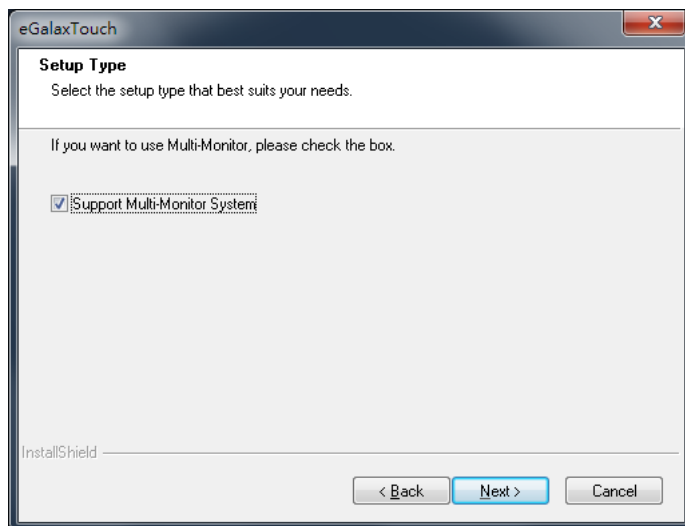 eGalaxTouch
Setup Type
Select the setup type that best suits your needs.
If you want to use Multi-Monitor, please check the box.
Support Multi-Monitor System
InstallShield
< Back
Next >
Cancel